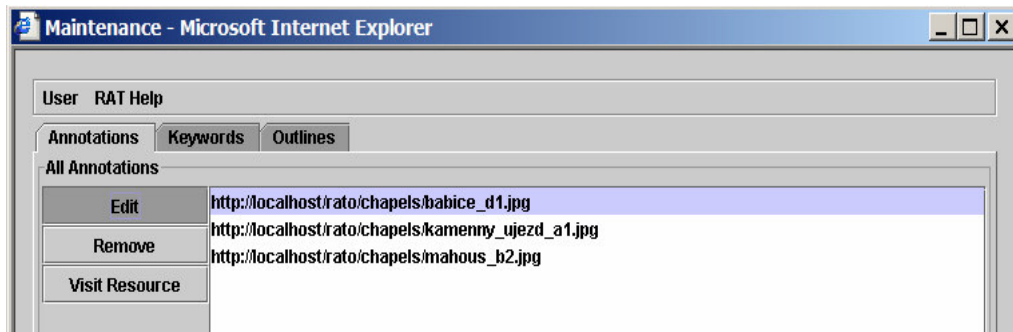 Maintenance - Microsoft Internet Explorer
User RAT Help
Annotations Keywords Outlines
All Annotations
Edit
http://localhost/rato/chapels/babice_d1.jpg
Remove
http://localhost/rato/chapels/kamenny_ujezd_a1.jpg
http://localhost/rato/chapels/mahous_b2.jpg
Visit Resource